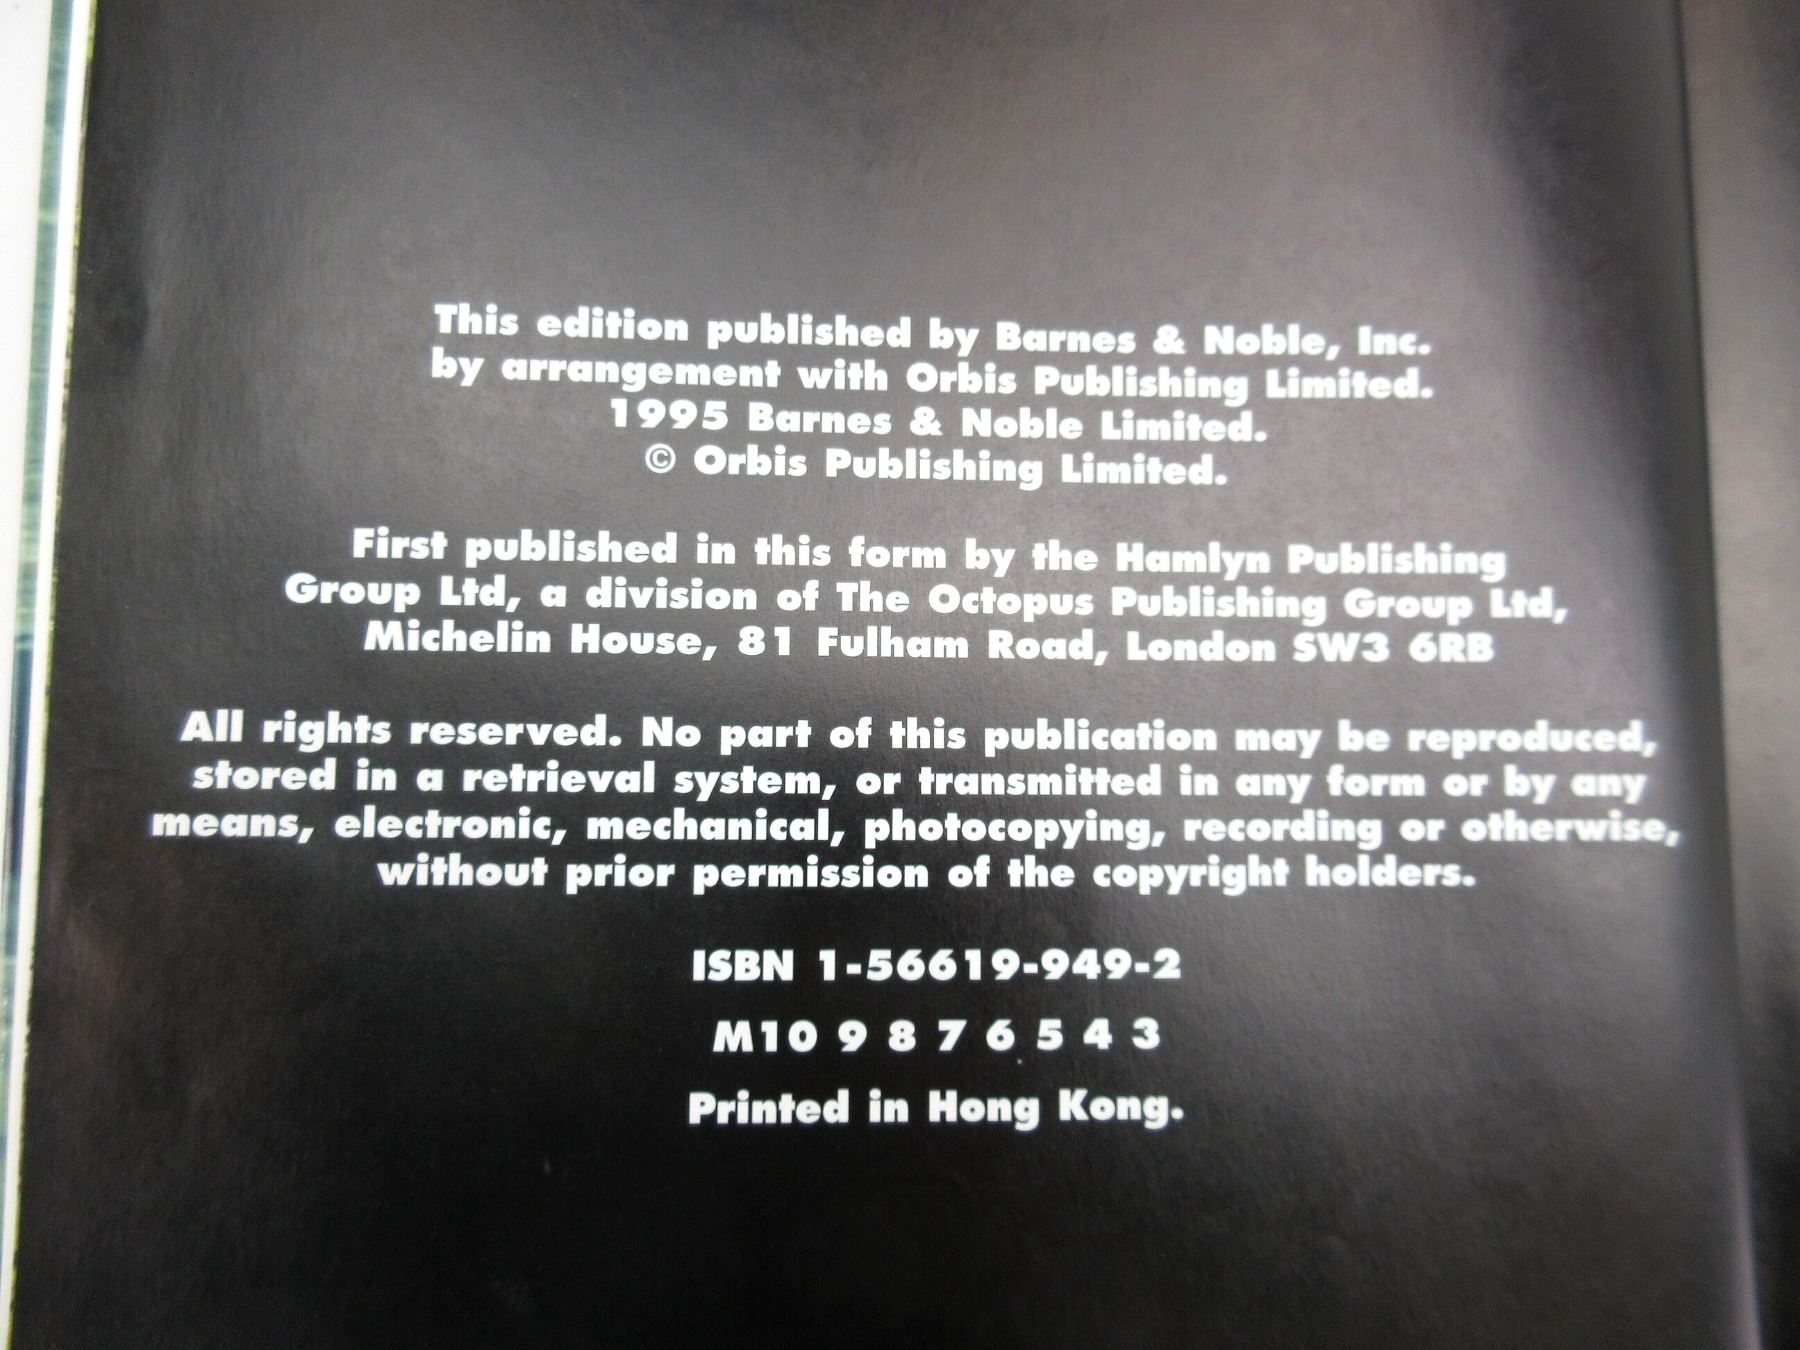 This edition published by Barnes & Noble, Inc.
by arrangement with Orbis Publishing Limited.
1995 Barnes & Noble Limited.
© Orbis Publishing Limited.
First published in this form by the Hamlyn Publishing
Group Ltd, a division of The Octopus Publishing Group Ltd,
Michelin House, 81 Fulham Road, London SW3 6RB
All rights reserved. No part of this publication may be reproduced,
stored in a retrieval system, or transmitted in any form or by any
means, electronic, mechanical, photocopying, recording or otherwise,
without prior permission of the copyright holders.
ISBN 1-56619-949-2
M10 9 8 7 6 5 4 3
Printed in Hong Kong.